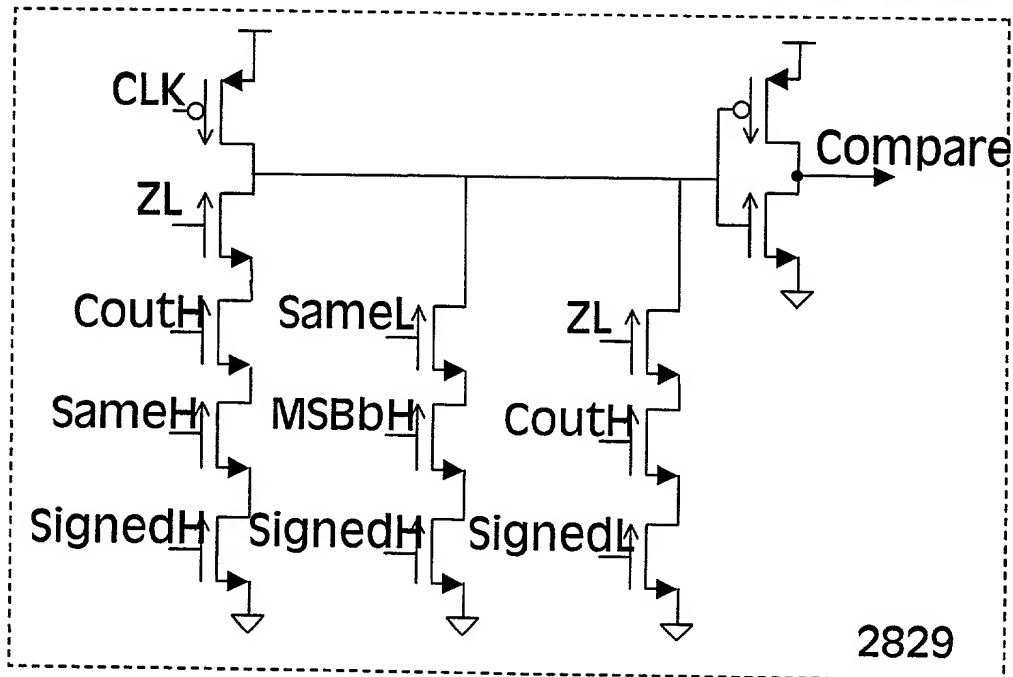 CLK
Compare
ZL
CoutH
SameL
ZL
SameH
MSBbH
CoutH
SignedH
SignedH
SignedL
2829